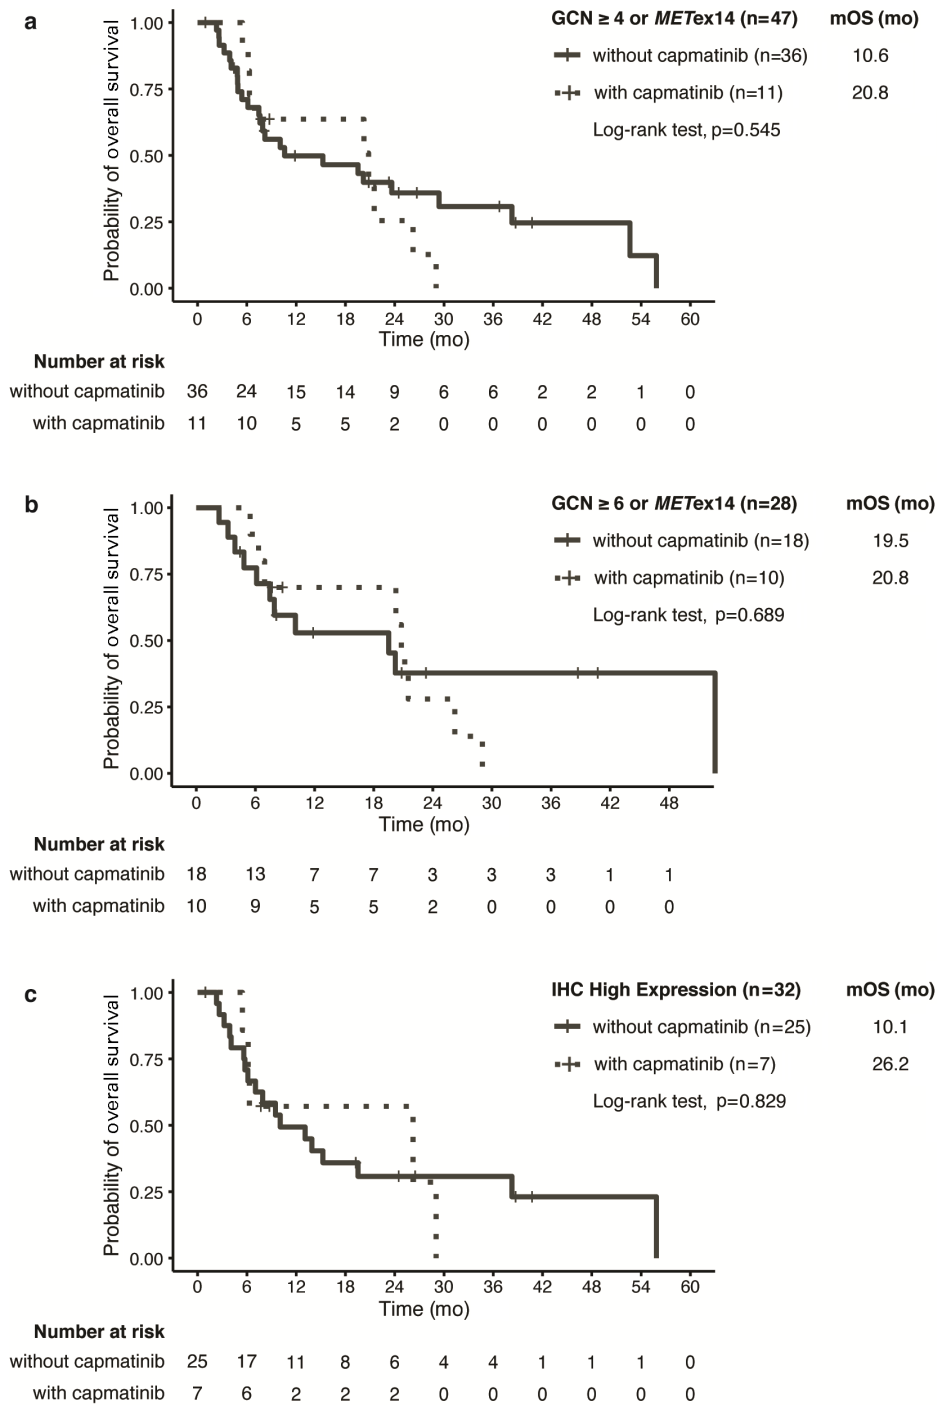 a
GCN ≥ 4 or METex14 (n=47) mOS (mo)
without capmatinib (n=36) 10.6
with capmatinib (n=11) 20.8
Log-rank test, p=0.545
Probability of overall survival
1.00
0.75
0.50
0.25
0.00
0 6 12 18 24 30 36 42 48 54 60
Time (mo)
Number at risk
without capmatinib 36 24 15 14 9 6 6 2 2 1 0
with capmatinib 11 10 5 5 2 0 0 0 0 0 0
b
GCN ≥ 6 or METex14 (n=28) mOS (mo)
without capmatinib (n=18) 19.5
with capmatinib (n=10) 20.8
Log-rank test, p=0.689
Probability of overall survival
1.00
0.75
0.50
0.25
0.00
0 6 12 18 24 30 36 42 48
Time (mo)
Number at risk
without capmatinib 18 13 7 7 3 3 3 1 1
with capmatinib 10 9 5 5 2 0 0 0 0
c
IHC High Expression (n=32) mOS (mo)
without capmatinib (n=25) 10.1
with capmatinib (n=7) 26.2
Log-rank test, p=0.829
Probability of overall survival
1.00
0.75
0.50
0.25
0.00
0 6 12 18 24 30 36 42 48 54 60
Time (mo)
Number at risk
without capmatinib 25 17 11 8 6 4 4 1 1 1 0
with capmatinib 7 6 2 2 2 0 0 0 0 0 0